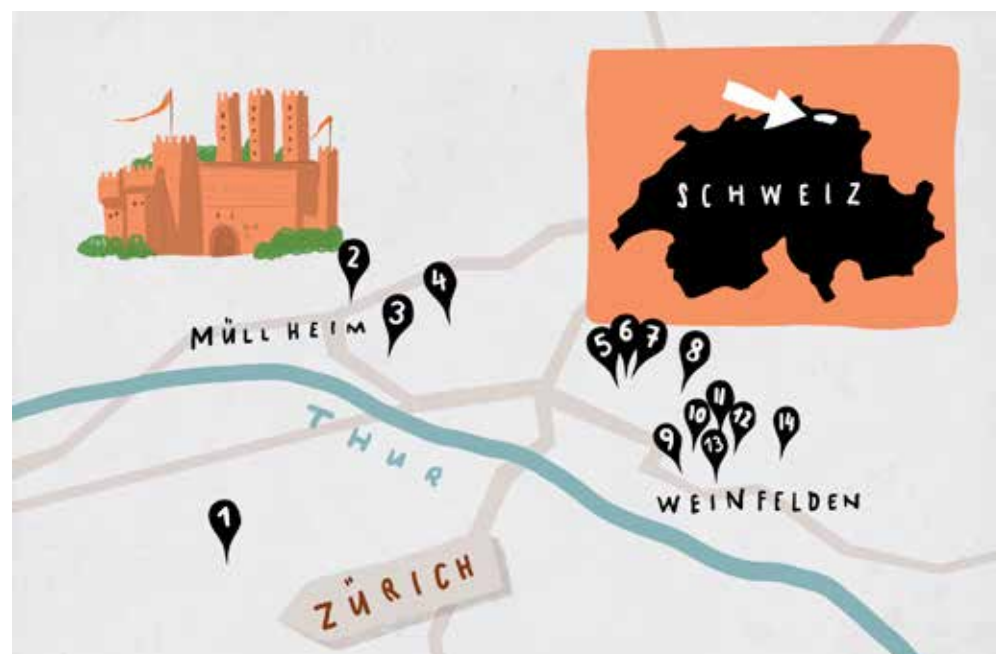 SCHWEIZ
2
4
3
MÜLLHEIM
5 6 7
8
11
10 12 14
9 13
THUR
WEINFELDEN
1
ZÜRICH